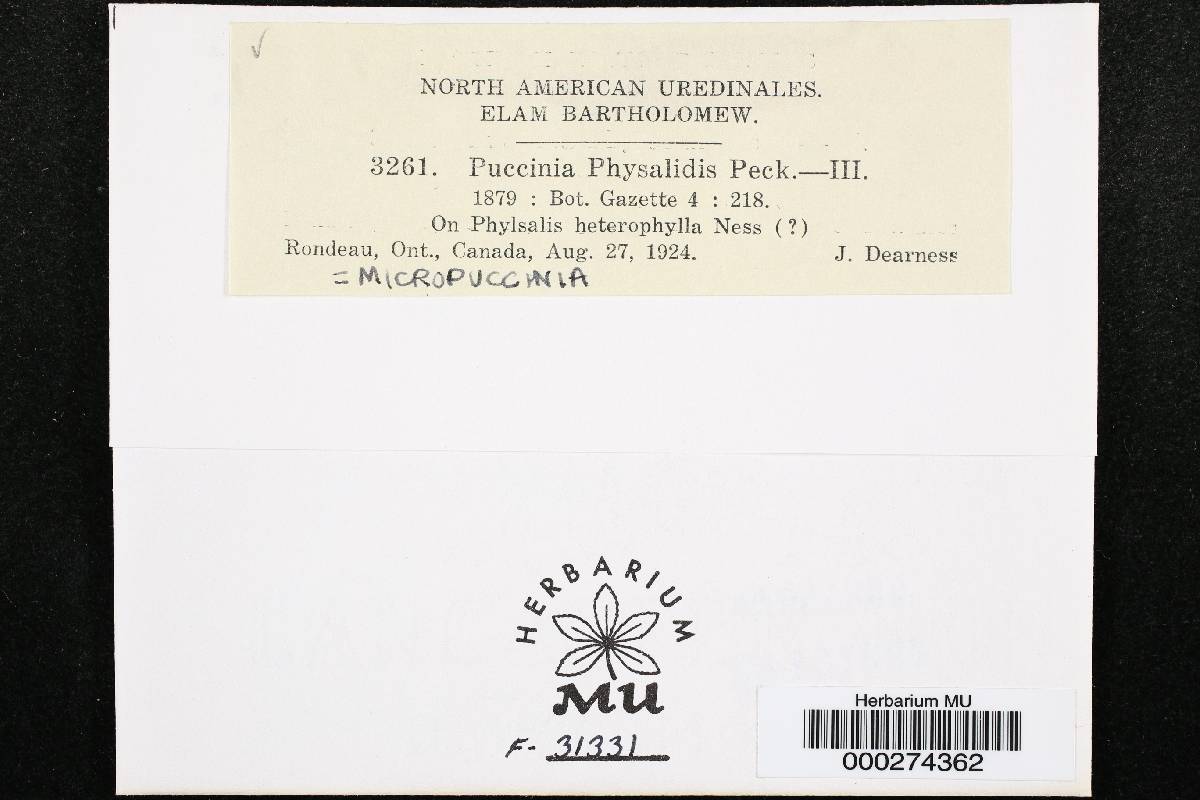 NORTH AMERICAN UREDINALES.
ELAM BARTHOLOMEW.
3261. Puccinia Physalidis Peck.—III.
1879 : Bot. Gazette 4 : 218.
On Phylsalis heterophylla Ness (?)
Rondeau, Ont., Canada, Aug. 27, 1924. J. Dearness
= MICROPUCCINIA
HERBARIUM
MU
F- 31331
Herbarium MU
000274362